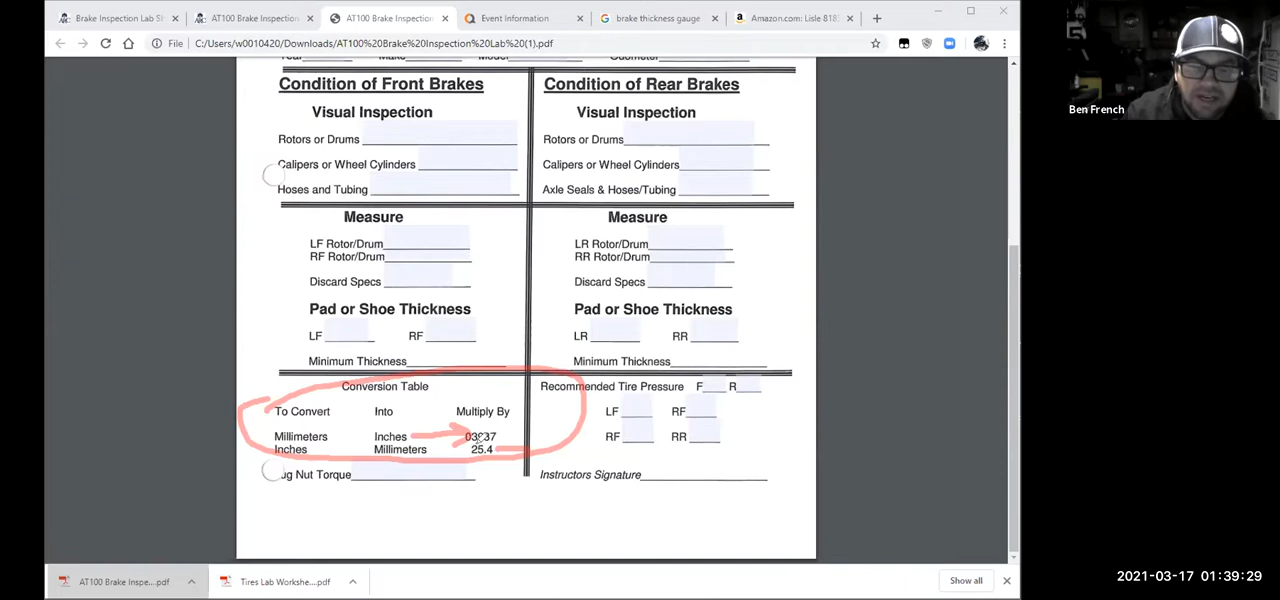 Brake Inspection Lab Sh
AT100 Brake Inspection
AT100 Brake Inspection
Event Information
brake thickness gauge
Amazon.com: Lisle 818
File
C:/Users/w0010420/Downloads/AT100%20Brake%20Inspection%20Lab%20(1).pdf
Condition of Front Brakes
Visual Inspection
Rotors or Drums
Calipers or Wheel Cylinders
Hoses and Tubing
Measure
LF Rotor/Drum
RF Rotor/Drum
Discard Specs
Pad or Shoe Thickness
LF RF
Minimum Thickness
Conversion Table
To Convert Into Multiply By
Millimeters Inches
Inches Millimeters 25.4
ug Nut Torque
Condition of Rear Brakes
Visual Inspection
Rotors or Drums
Calipers or Wheel Cylinders
Axle Seals & Hoses/Tubing
Measure
LR Rotor/Drum
RR Rotor/Drum
Discard Specs
Pad or Shoe Thickness
LR RR
Minimum Thickness
Recommended Tire Pressure F R
LF RF
RF RR
Instructors Signature
AT100 Brake Inspe....pdf
Tires Lab Workshe....pdf
Show all
Ben French
2021-03-17 01:39:29